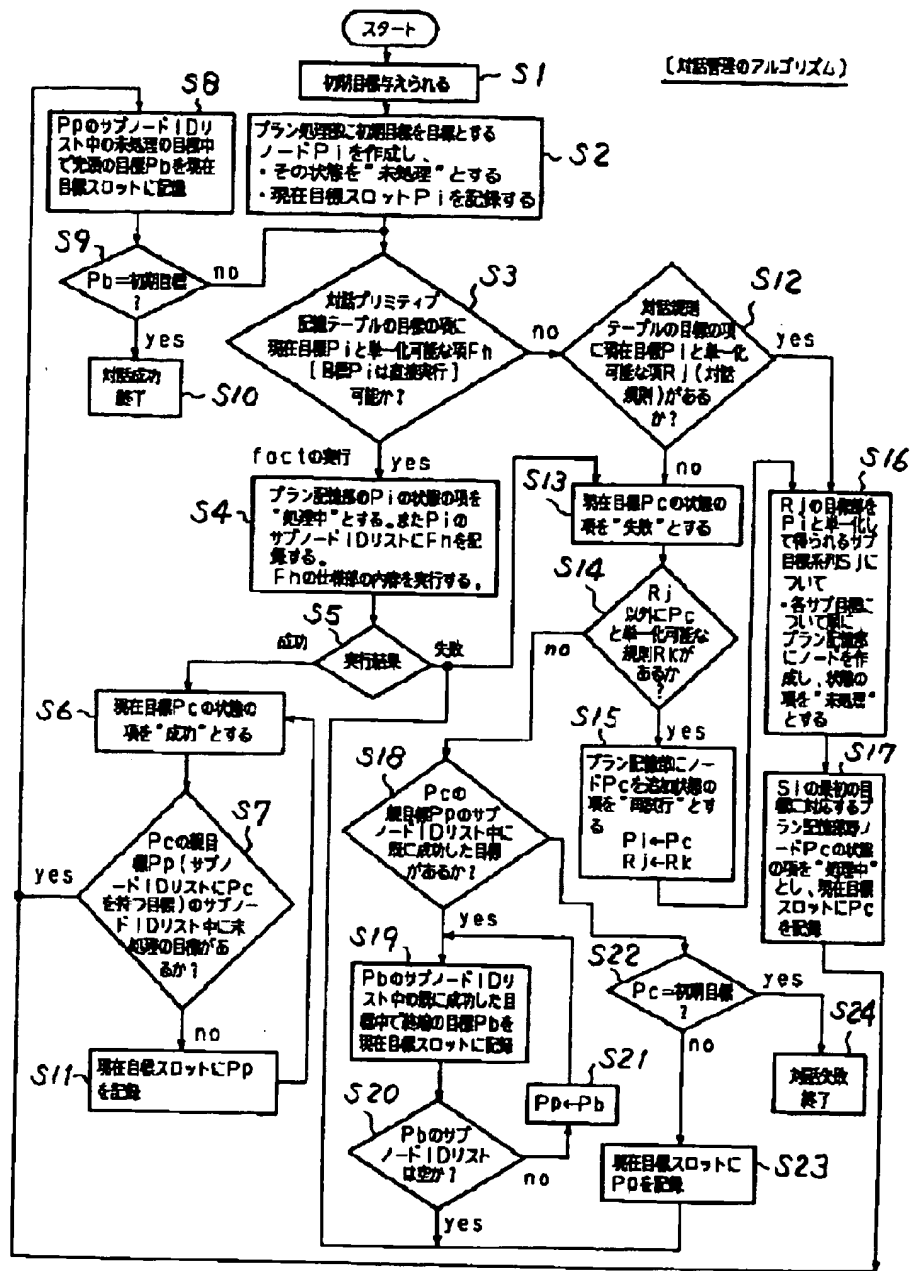 スタート
[対話管理のアルゴリズム]
初期目標与えられる
S1
プラン処理部に初期目標を目標とする
ノードPiを作成し、
・その状態を"未処理"とする
・現在目標スロットPiを記録する
S2
S8
PpのサブノードIDリ
スト中の未処理の目標中
で先頭の目標Pbを現在
目標スロットに記録
S9
Pb=初期目標
?
no
yes
対話成功
終了
S10
S3
対話プリミティブ
記憶テーブルの目標の項に
現在目標Piと単一化可能な項Fn
[目標Piは直接実行]
可能か?
no
factの実行
yes
S12
対話規則
テーブルの目標の項
に現在目標Piと単一化
可能な項Rj(対話
規則)がある
か?
yes
no
S4
プラン記憶部のPiの状態の項を
"処理中"とする。またPiの
サブノードIDリストにFnを記
録する。
Fnの仕様部の内容を実行する。
S13
現在目標Pcの状態の
項を"失敗"とする
S16
Rjの目標部を
Piと単一化し
て得られるサブ
目標系列Sjに
ついて
・各サブ目標に
ついて順に
プラン記憶部
にノードを作
成し、状態の
項を"未処理"
とする
S5
成功
実行結果
失敗
S14
Rj
以外にPc
と単一化可能な
規則Rkが
あるか
?
no
yes
S6
現在目標Pcの状態の
項を"成功"とする
S15
プラン記憶部にノー
ドPcを追加状態の
項を"再試行"とす
る
Pi←Pc
Rj←Rk
S17
Siの最初の目
標に対応するプ
ラン記憶部のノ
ードPcの状態
の項を"処理中"
とし、現在目標
スロットにPc
を記録
S7
Pcの親目
標Pp(サブノ
ードIDリストにPc
を持つ目標)のサブノー
ドIDリスト中に未
処理の目標があ
るか?
yes
no
S18
Pcの
親目標Ppのサブ
ノードIDリスト中に
既に成功した目標
があるか?
yes
S19
PbのサブノードIDリ
スト中の既に成功した目
標中で終端の目標Pbを
現在目標スロットに記録
S22
Pc=初期目標
?
yes
no
S24
対話失敗
終了
S11
現在目標スロットにPp
を記録
S21
Pp←Pb
S20
Pbのサブ
ノードIDリスト
は空か?
no
yes
現在目標スロットに
Ppを記録
S23